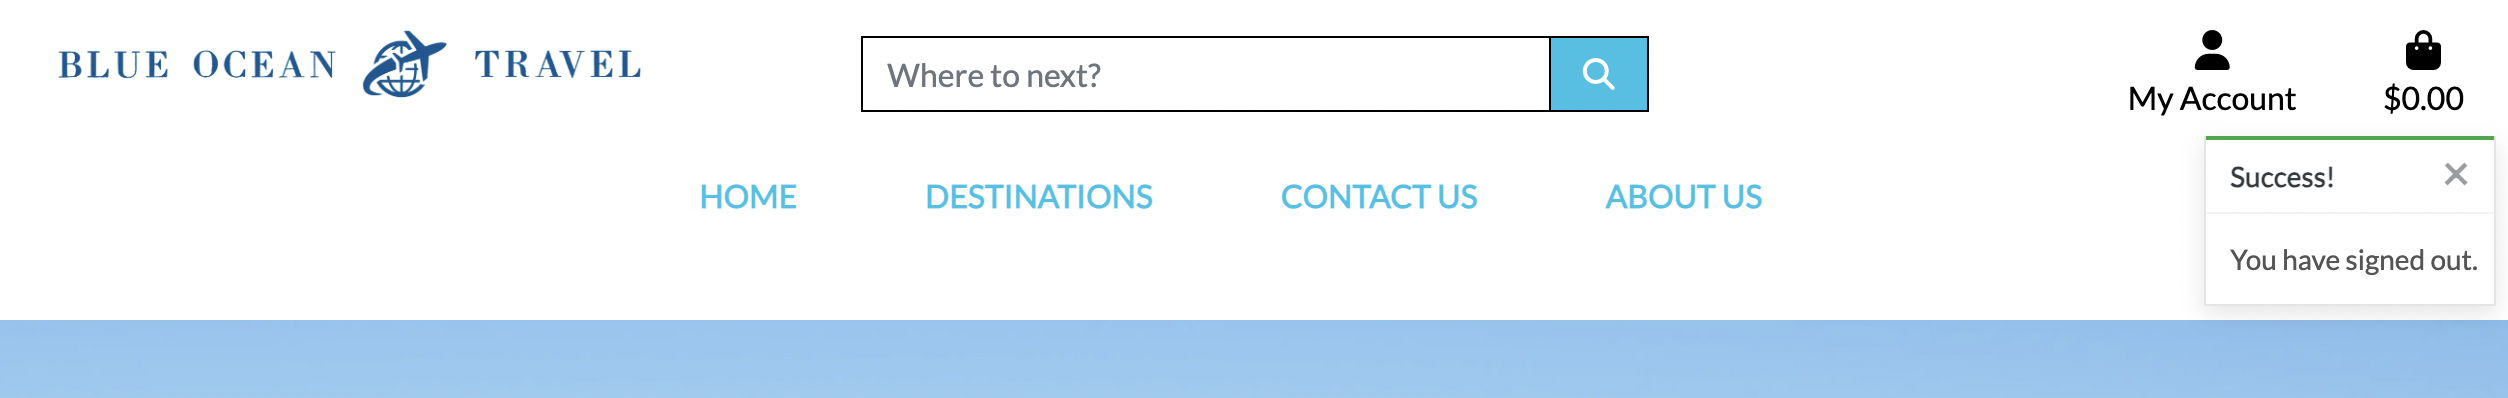 BLUE OCEAN TRAVEL
Where to next?
My Account
$0.00
HOME
DESTINATIONS
CONTACT US
ABOUT US
Success!
You have signed out.